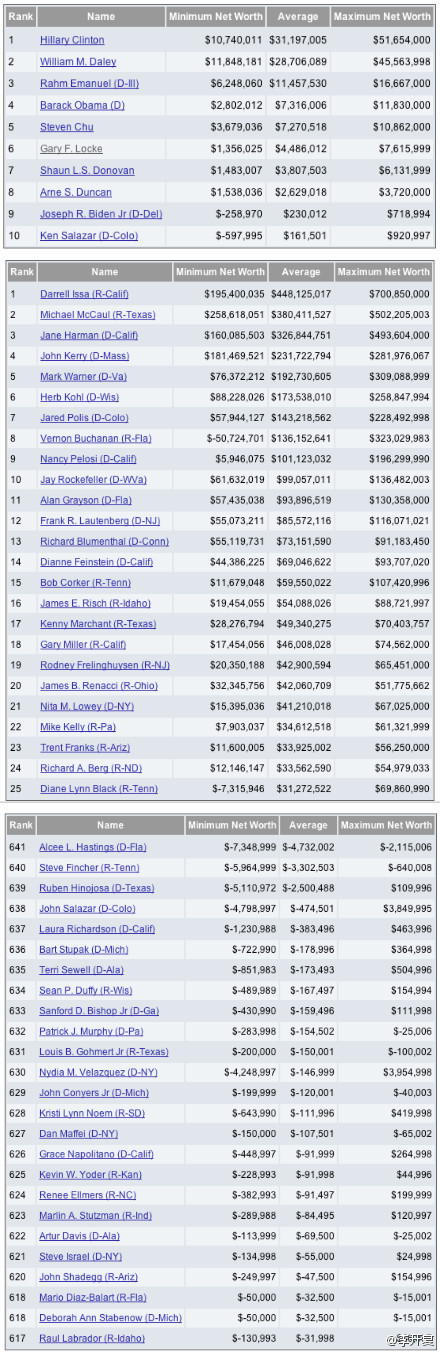 Rank Name Minimum Net Worth Average Maximum Net Worth
1 Hillary Clinton $10,740,011 $31,197,005 $51,654,000
2 William M. Daley $11,848,181 $28,706,089 $45,563,998
3 Rahm Emanuel (D-Ill) $6,248,060 $11,457,530 $16,667,000
4 Barack Obama (D) $2,802,012 $7,316,006 $11,830,000
5 Steven Chu $3,679,036 $7,270,518 $10,862,000
6 Gary F. Locke $1,356,025 $4,486,012 $7,615,999
7 Shaun L.S. Donovan $1,483,007 $3,807,503 $6,131,999
8 Arne S. Duncan $1,538,036 $2,629,018 $3,720,000
9 Joseph R. Biden Jr (D-Del) $-258,970 $230,012 $718,994
10 Ken Salazar (D-Colo) $-597,995 $161,501 $920,997
Rank Name Minimum Net Worth Average Maximum Net Worth
1 Darrell Issa (R-Calif) $195,400,035 $448,125,017 $700,850,000
2 Michael McCaul (R-Texas) $258,618,051 $380,411,527 $502,205,003
3 Jane Harman (D-Calif) $160,085,503 $326,844,751 $493,604,000
4 John Kerry (D-Mass) $181,469,521 $231,722,794 $281,976,067
5 Mark Warner (D-Va) $76,372,212 $192,730,605 $309,088,999
6 Herb Kohl (D-Wis) $88,228,026 $173,538,010 $258,847,994
7 Jared Polis (D-Colo) $57,944,127 $143,218,562 $228,492,998
8 Vernon Buchanan (R-Fla) $-50,724,701 $136,152,641 $323,029,983
9 Nancy Pelosi (D-Calif) $5,946,075 $101,123,032 $196,299,990
10 Jay Rockefeller (D-WVa) $61,632,019 $99,057,011 $136,482,003
11 Alan Grayson (D-Fla) $57,435,038 $93,896,519 $130,358,000
12 Frank R. Lautenberg (D-NJ) $55,073,211 $85,572,116 $116,071,021
13 Richard Blumenthal (D-Conn) $55,119,731 $73,151,590 $91,183,450
14 Dianne Feinstein (D-Calif) $44,386,225 $69,046,622 $93,707,020
15 Bob Corker (R-Tenn) $11,679,048 $59,550,022 $107,420,996
16 James E. Risch (R-Idaho) $19,454,055 $54,088,026 $88,721,997
17 Kenny Marchant (R-Texas) $28,276,794 $49,340,275 $70,403,757
18 Gary Miller (R-Calif) $17,454,056 $46,008,028 $74,562,000
19 Rodney Frelinghuysen (R-NJ) $20,350,188 $42,900,594 $65,451,000
20 James B. Renacci (R-Ohio) $32,345,756 $42,060,709 $51,775,662
21 Nita M. Lowey (D-NY) $15,395,036 $41,210,018 $67,025,000
22 Mike Kelly (R-Pa) $7,903,037 $34,612,518 $61,321,999
23 Trent Franks (R-Ariz) $11,600,005 $33,925,002 $56,250,000
24 Richard A. Berg (R-ND) $12,146,147 $33,562,590 $54,979,033
25 Diane Lynn Black (R-Tenn) $-7,315,946 $31,272,522 $69,860,990
Rank Name Minimum Net Worth Average Maximum Net Worth
641 Alcee L. Hastings (D-Fla) $-7,348,999 $-4,732,002 $-2,115,006
640 Steve Fincher (R-Tenn) $-5,964,999 $-3,302,503 $-640,008
639 Ruben Hinojosa (D-Texas) $-5,110,972 $-2,500,488 $109,996
638 John Salazar (D-Colo) $-4,798,997 $-474,501 $3,849,995
637 Laura Richardson (D-Calif) $-1,230,988 $-383,496 $463,996
636 Bart Stupak (D-Mich) $-722,990 $-178,996 $364,998
635 Terri Sewell (D-Ala) $-851,983 $-173,493 $504,996
634 Sean P. Duffy (R-Wis) $-489,989 $-167,497 $154,994
633 Sanford D. Bishop Jr (D-Ga) $-430,990 $-159,496 $111,998
632 Patrick J. Murphy (D-Pa) $-283,998 $-154,502 $-25,006
631 Louis B. Gohmert Jr (R-Texas) $-200,000 $-150,001 $-100,002
630 Nydia M. Velazquez (D-NY) $-4,248,997 $-146,999 $3,954,998
629 John Conyers Jr (D-Mich) $-199,999 $-120,001 $-40,003
628 Kristi Lynn Noem (R-SD) $-643,990 $-111,996 $419,998
627 Dan Maffei (D-NY) $-150,000 $-107,501 $-65,002
626 Grace Napolitano (D-Calif) $-448,997 $-91,999 $264,998
625 Kevin W. Yoder (R-Kan) $-228,993 $-91,998 $44,996
624 Renee Ellmers (R-NC) $-382,993 $-91,497 $199,999
623 Marlin A. Stutzman (R-Ind) $-289,988 $-84,495 $120,997
622 Artur Davis (D-Ala) $-113,999 $-69,500 $-25,002
621 Steve Israel (D-NY) $-134,998 $-55,000 $24,998
620 John Shadegg (R-Ariz) $-249,997 $-47,500 $154,996
618 Mario Diaz-Balart (R-Fla) $-50,000 $-32,500 $-15,001
618 Deborah Ann Stabenow (D-Mich) $-50,000 $-32,500 $-15,001
617 Raul Labrador (R-Idaho) $-130,993 $-31,998
@李开复